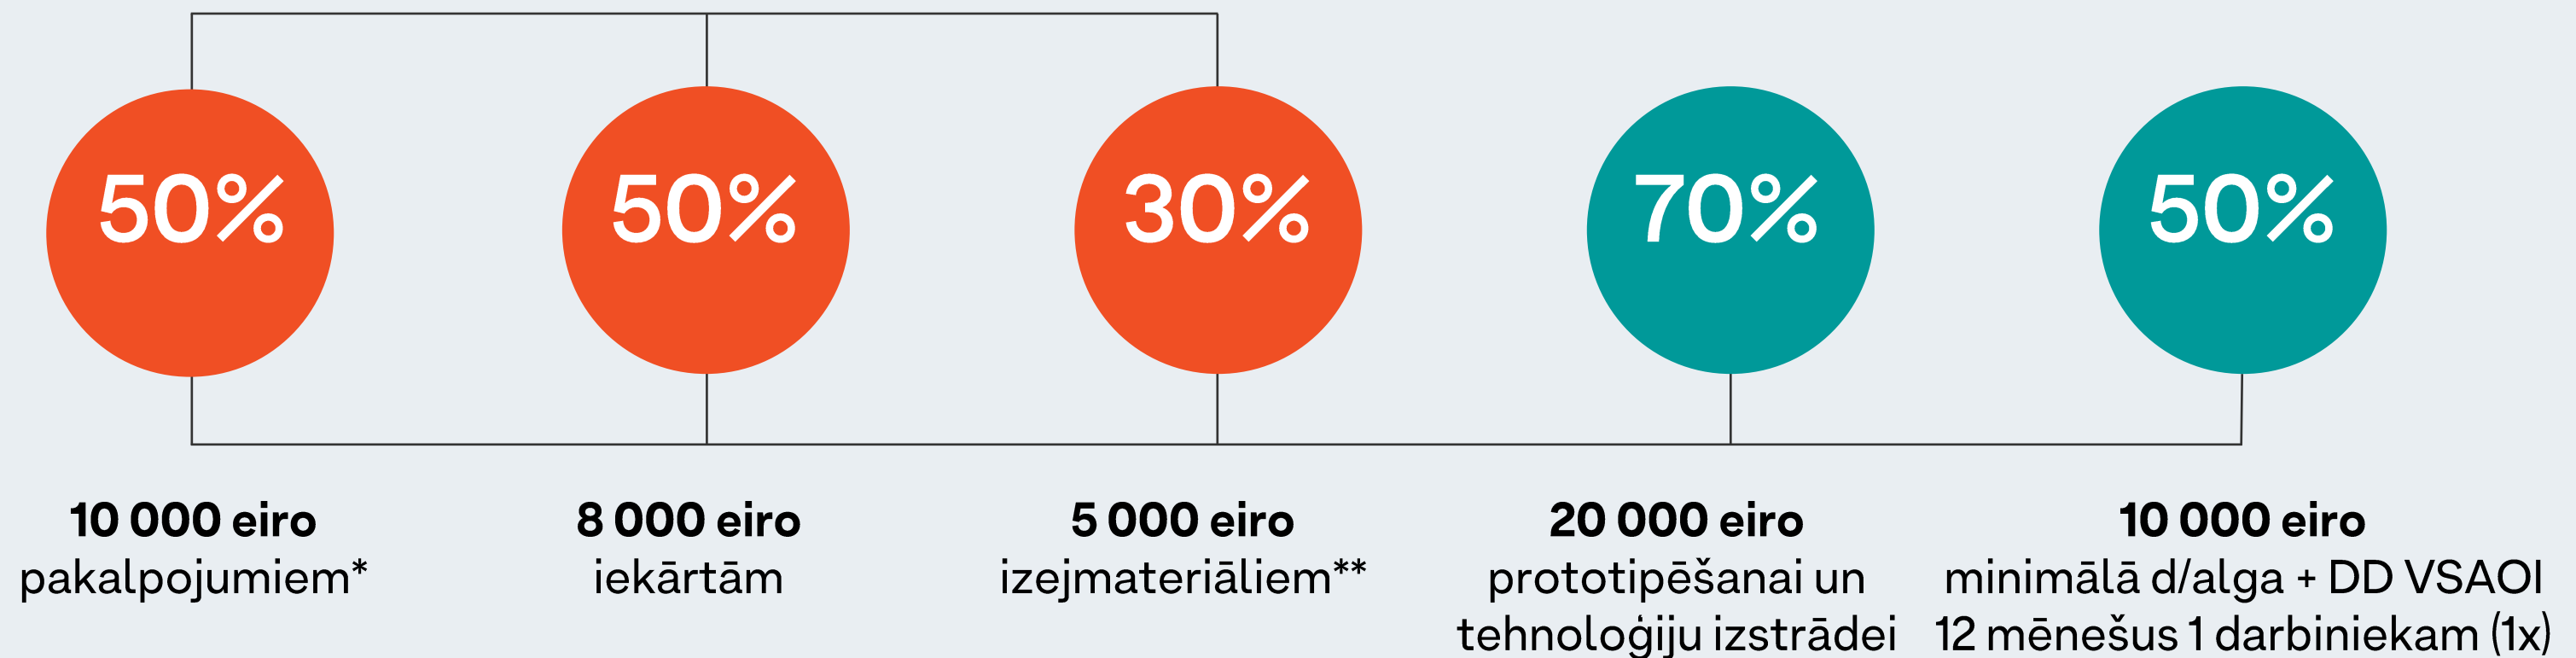 50%
50%
30%
70%
50%
10 000 eiro
pakalpojumiem*
8 000 eiro
iekārtām
5 000 eiro
izejmateriāliem**
20 000 eiro
prototipēšanai un
tehnoloģiju izstrādei
10 000 eiro
minimālā d/alga + DD VSAOI
12 mēnešus 1 darbiniekam (1x)